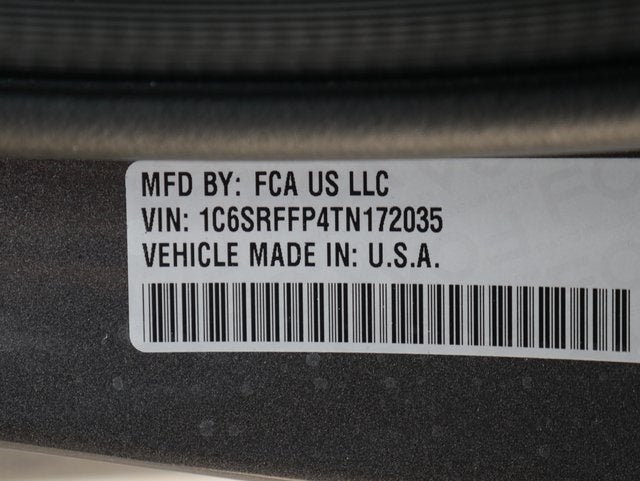 MFD BY: FCA US LLC
VIN: 1C6SRFFP4TN172035
VEHICLE MADE IN: U.S.A.